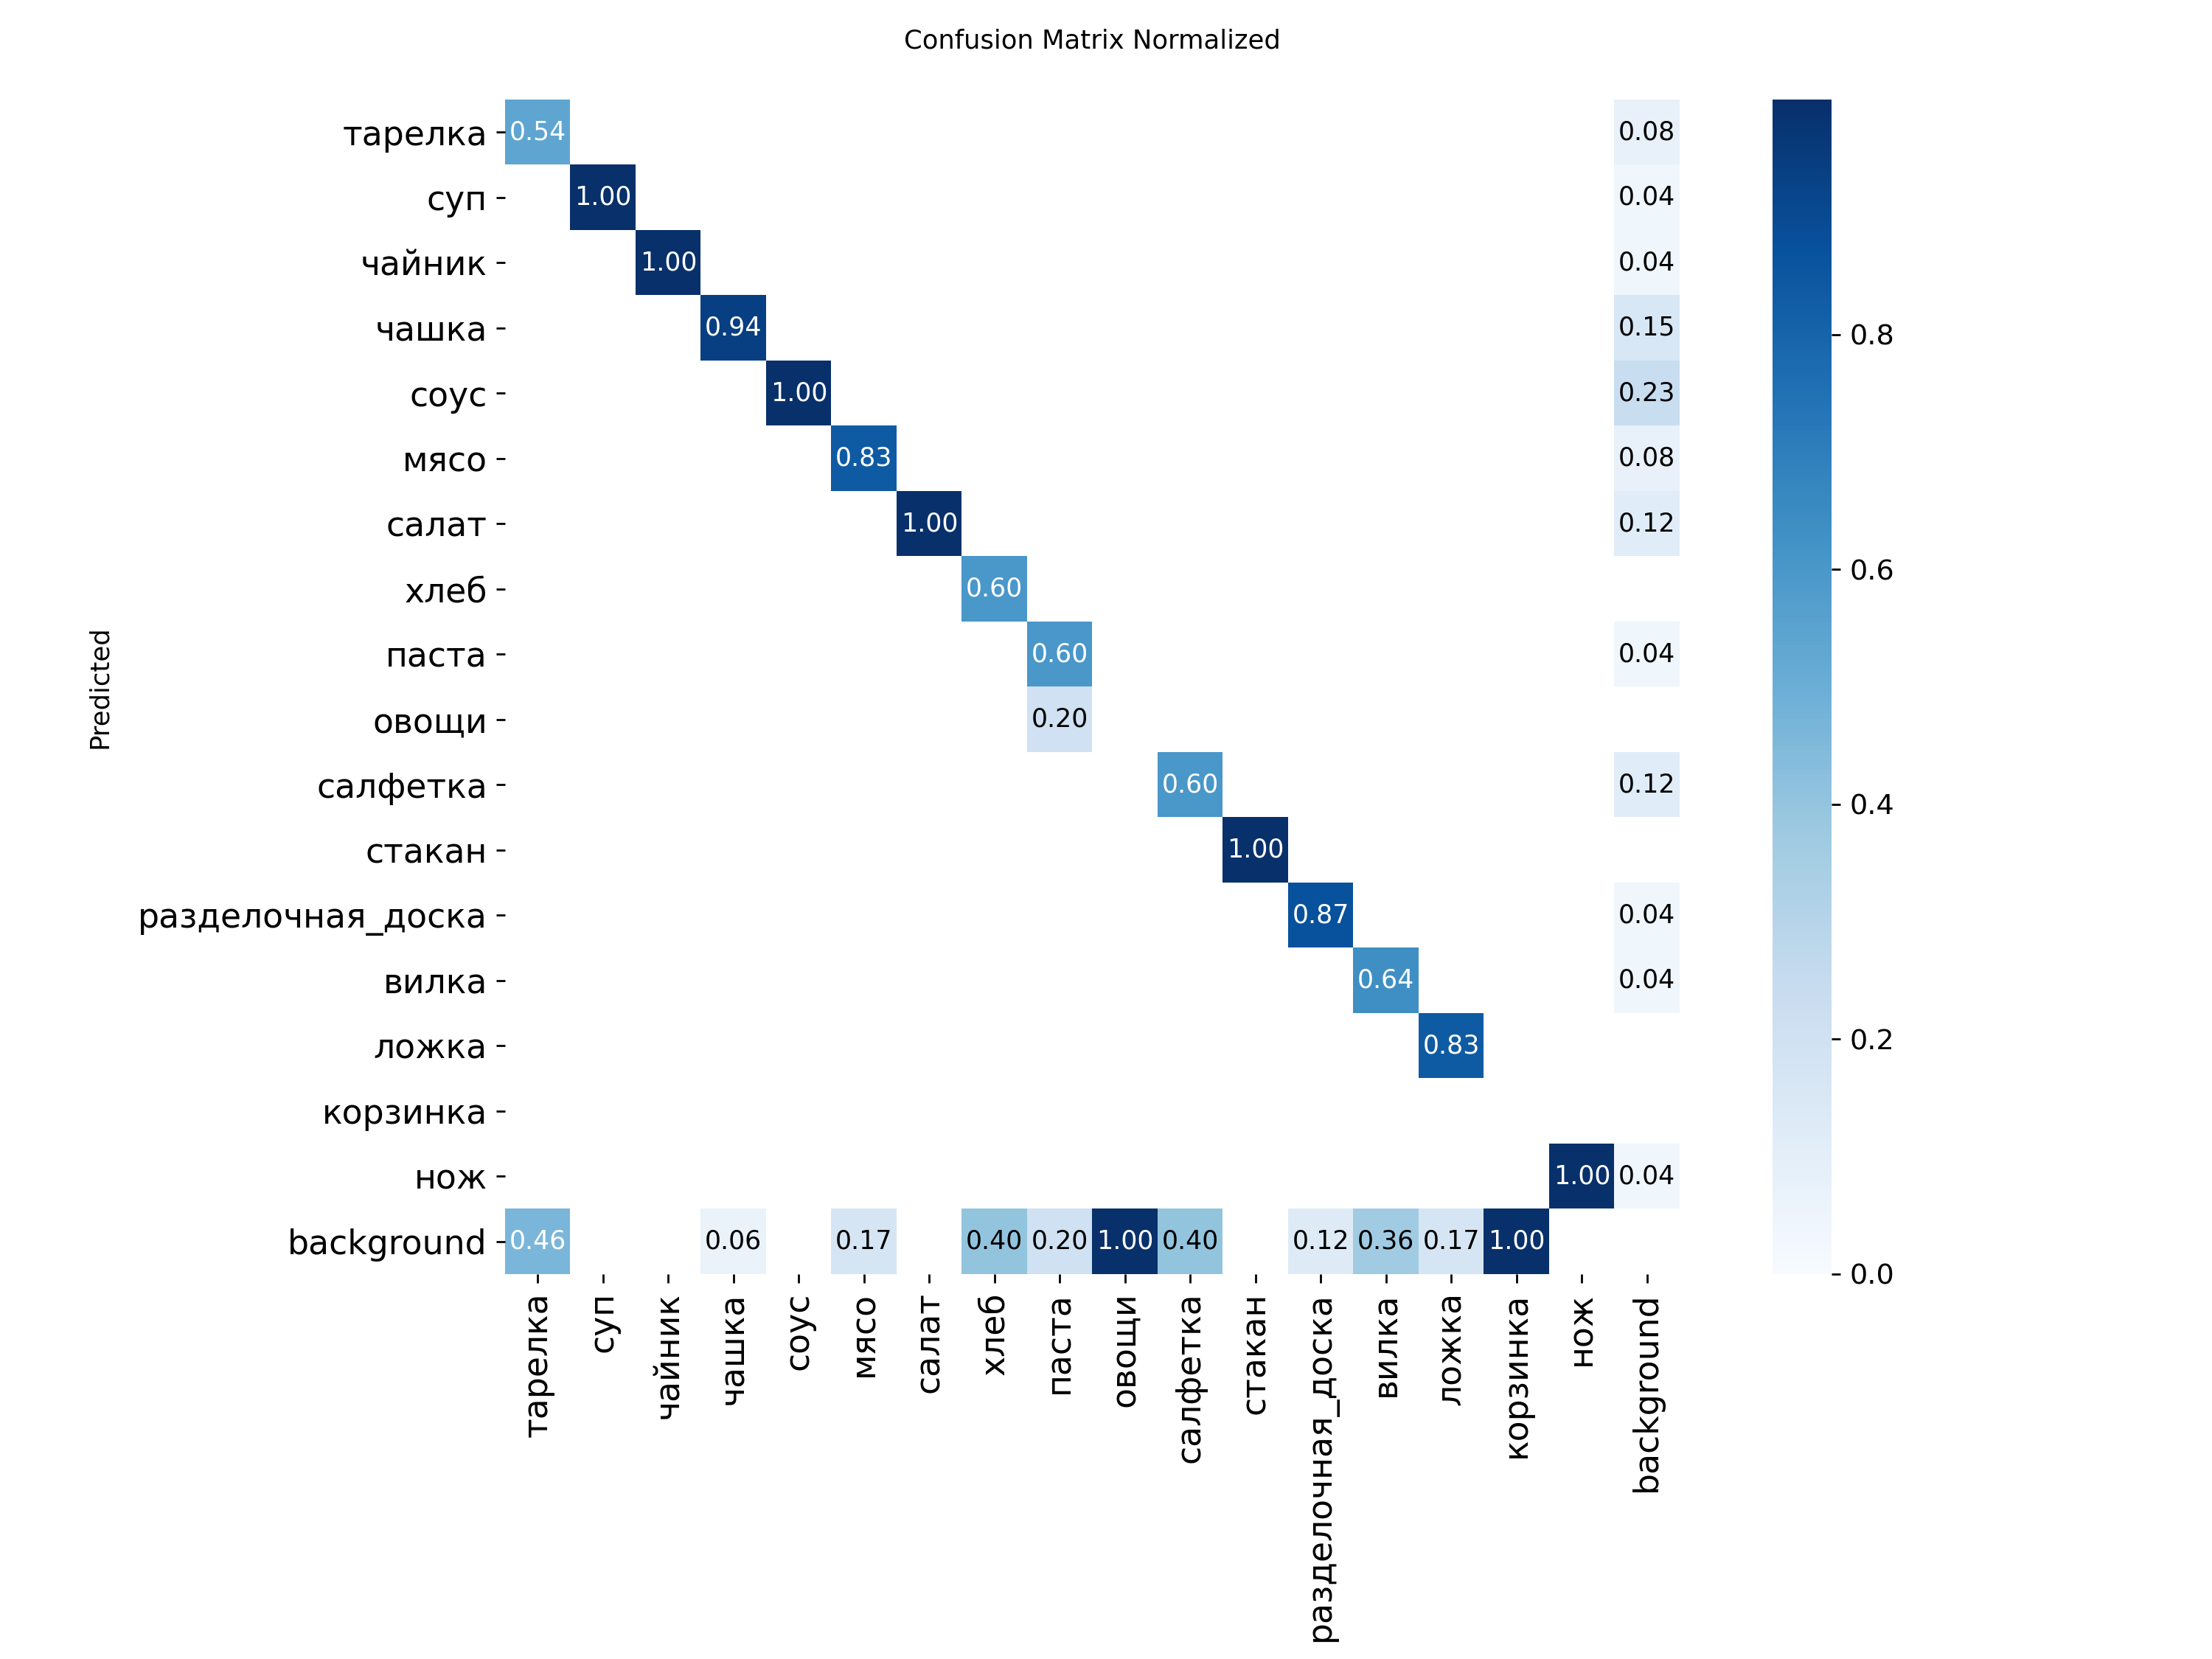 Confusion Matrix Normalized
тарелка 0.54 0.08
суп 1.00 0.04
чайник 1.00 0.04
чашка 0.94 0.15
соус 1.00 0.23
мясо 0.83 0.08
салат 1.00 0.12
хлеб 0.60
паста 0.60 0.04
овощи 0.20
салфетка 0.60 0.12
стакан 1.00
разделочная_доска 0.87 0.04
вилка 0.64 0.04
ложка 0.83
корзинка
нож 1.00 0.04
background 0.46 0.06 0.17 0.40 0.20 1.00 0.40 0.12 0.36 0.17 1.00
Predicted
тарелка
суп
чайник
чашка
соус
мясо
салат
хлеб
паста
овощи
салфетка
стакан
разделочная_доска
вилка
ложка
корзинка
нож
background
0.8
0.6
0.4
0.2
0.0